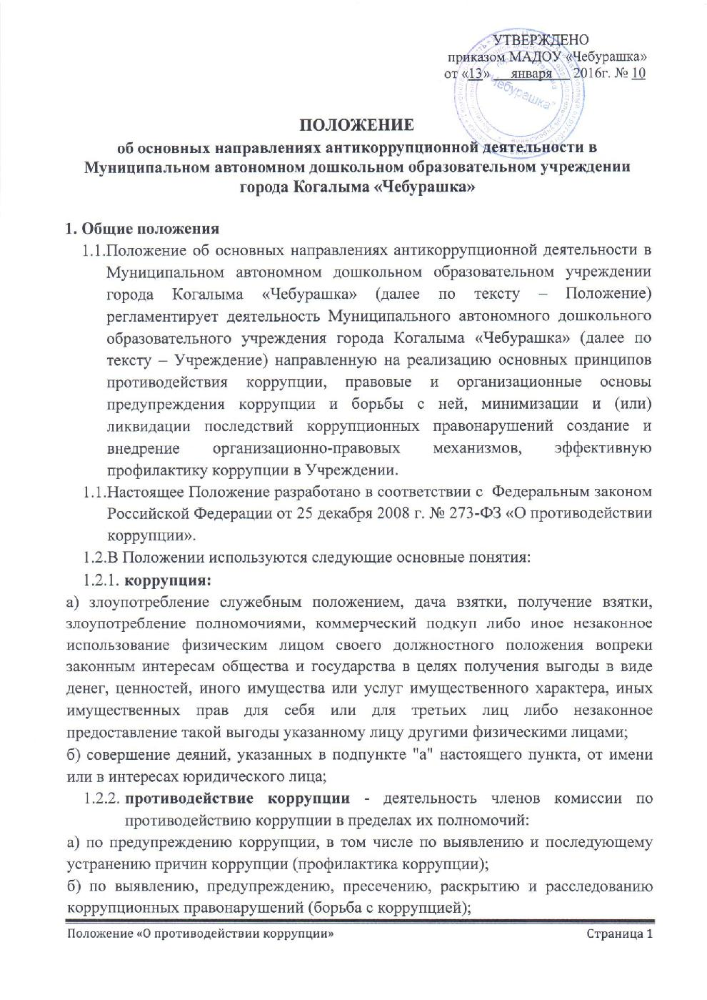 УТВЕРЖДЕНО
приказом МАДОУ «Чебурашка»
от «13» января 2016г. № 10
"Чебурашка"
ПОЛОЖЕНИЕ
об основных направлениях антикоррупционной деятельности в
Муниципальном автономном дошкольном образовательном учреждении
города Когалыма «Чебурашка»
1. Общие положения
1.1.Положение об основных направлениях антикоррупционной деятельности в
Муниципальном автономном дошкольном образовательном учреждении
города Когалыма «Чебурашка» (далее по тексту – Положение)
регламентирует деятельность Муниципального автономного дошкольного
образовательного учреждения города Когалыма «Чебурашка» (далее по
тексту – Учреждение) направленную на реализацию основных принципов
противодействия коррупции, правовые и организационные основы
предупреждения коррупции и борьбы с ней, минимизации и (или)
ликвидации последствий коррупционных правонарушений создание и
внедрение организационно-правовых механизмов, эффективную
профилактику коррупции в Учреждении.
1.1.Настоящее Положение разработано в соответствии с Федеральным законом
Российской Федерации от 25 декабря 2008 г. № 273-ФЗ «О противодействии
коррупции».
1.2.В Положении используются следующие основные понятия:
1.2.1. коррупция:
а) злоупотребление служебным положением, дача взятки, получение взятки,
злоупотребление полномочиями, коммерческий подкуп либо иное незаконное
использование физическим лицом своего должностного положения вопреки
законным интересам общества и государства в целях получения выгоды в виде
денег, ценностей, иного имущества или услуг имущественного характера, иных
имущественных прав для себя или для третьих лиц либо незаконное
предоставление такой выгоды указанному лицу другими физическими лицами;
б) совершение деяний, указанных в подпункте "а" настоящего пункта, от имени
или в интересах юридического лица;
1.2.2. противодействие коррупции - деятельность членов комиссии по
противодействию коррупции в пределах их полномочий:
а) по предупреждению коррупции, в том числе по выявлению и последующему
устранению причин коррупции (профилактика коррупции);
б) по выявлению, предупреждению, пресечению, раскрытию и расследованию
коррупционных правонарушений (борьба с коррупцией);
Положение «О противодействии коррупции» Страница 1